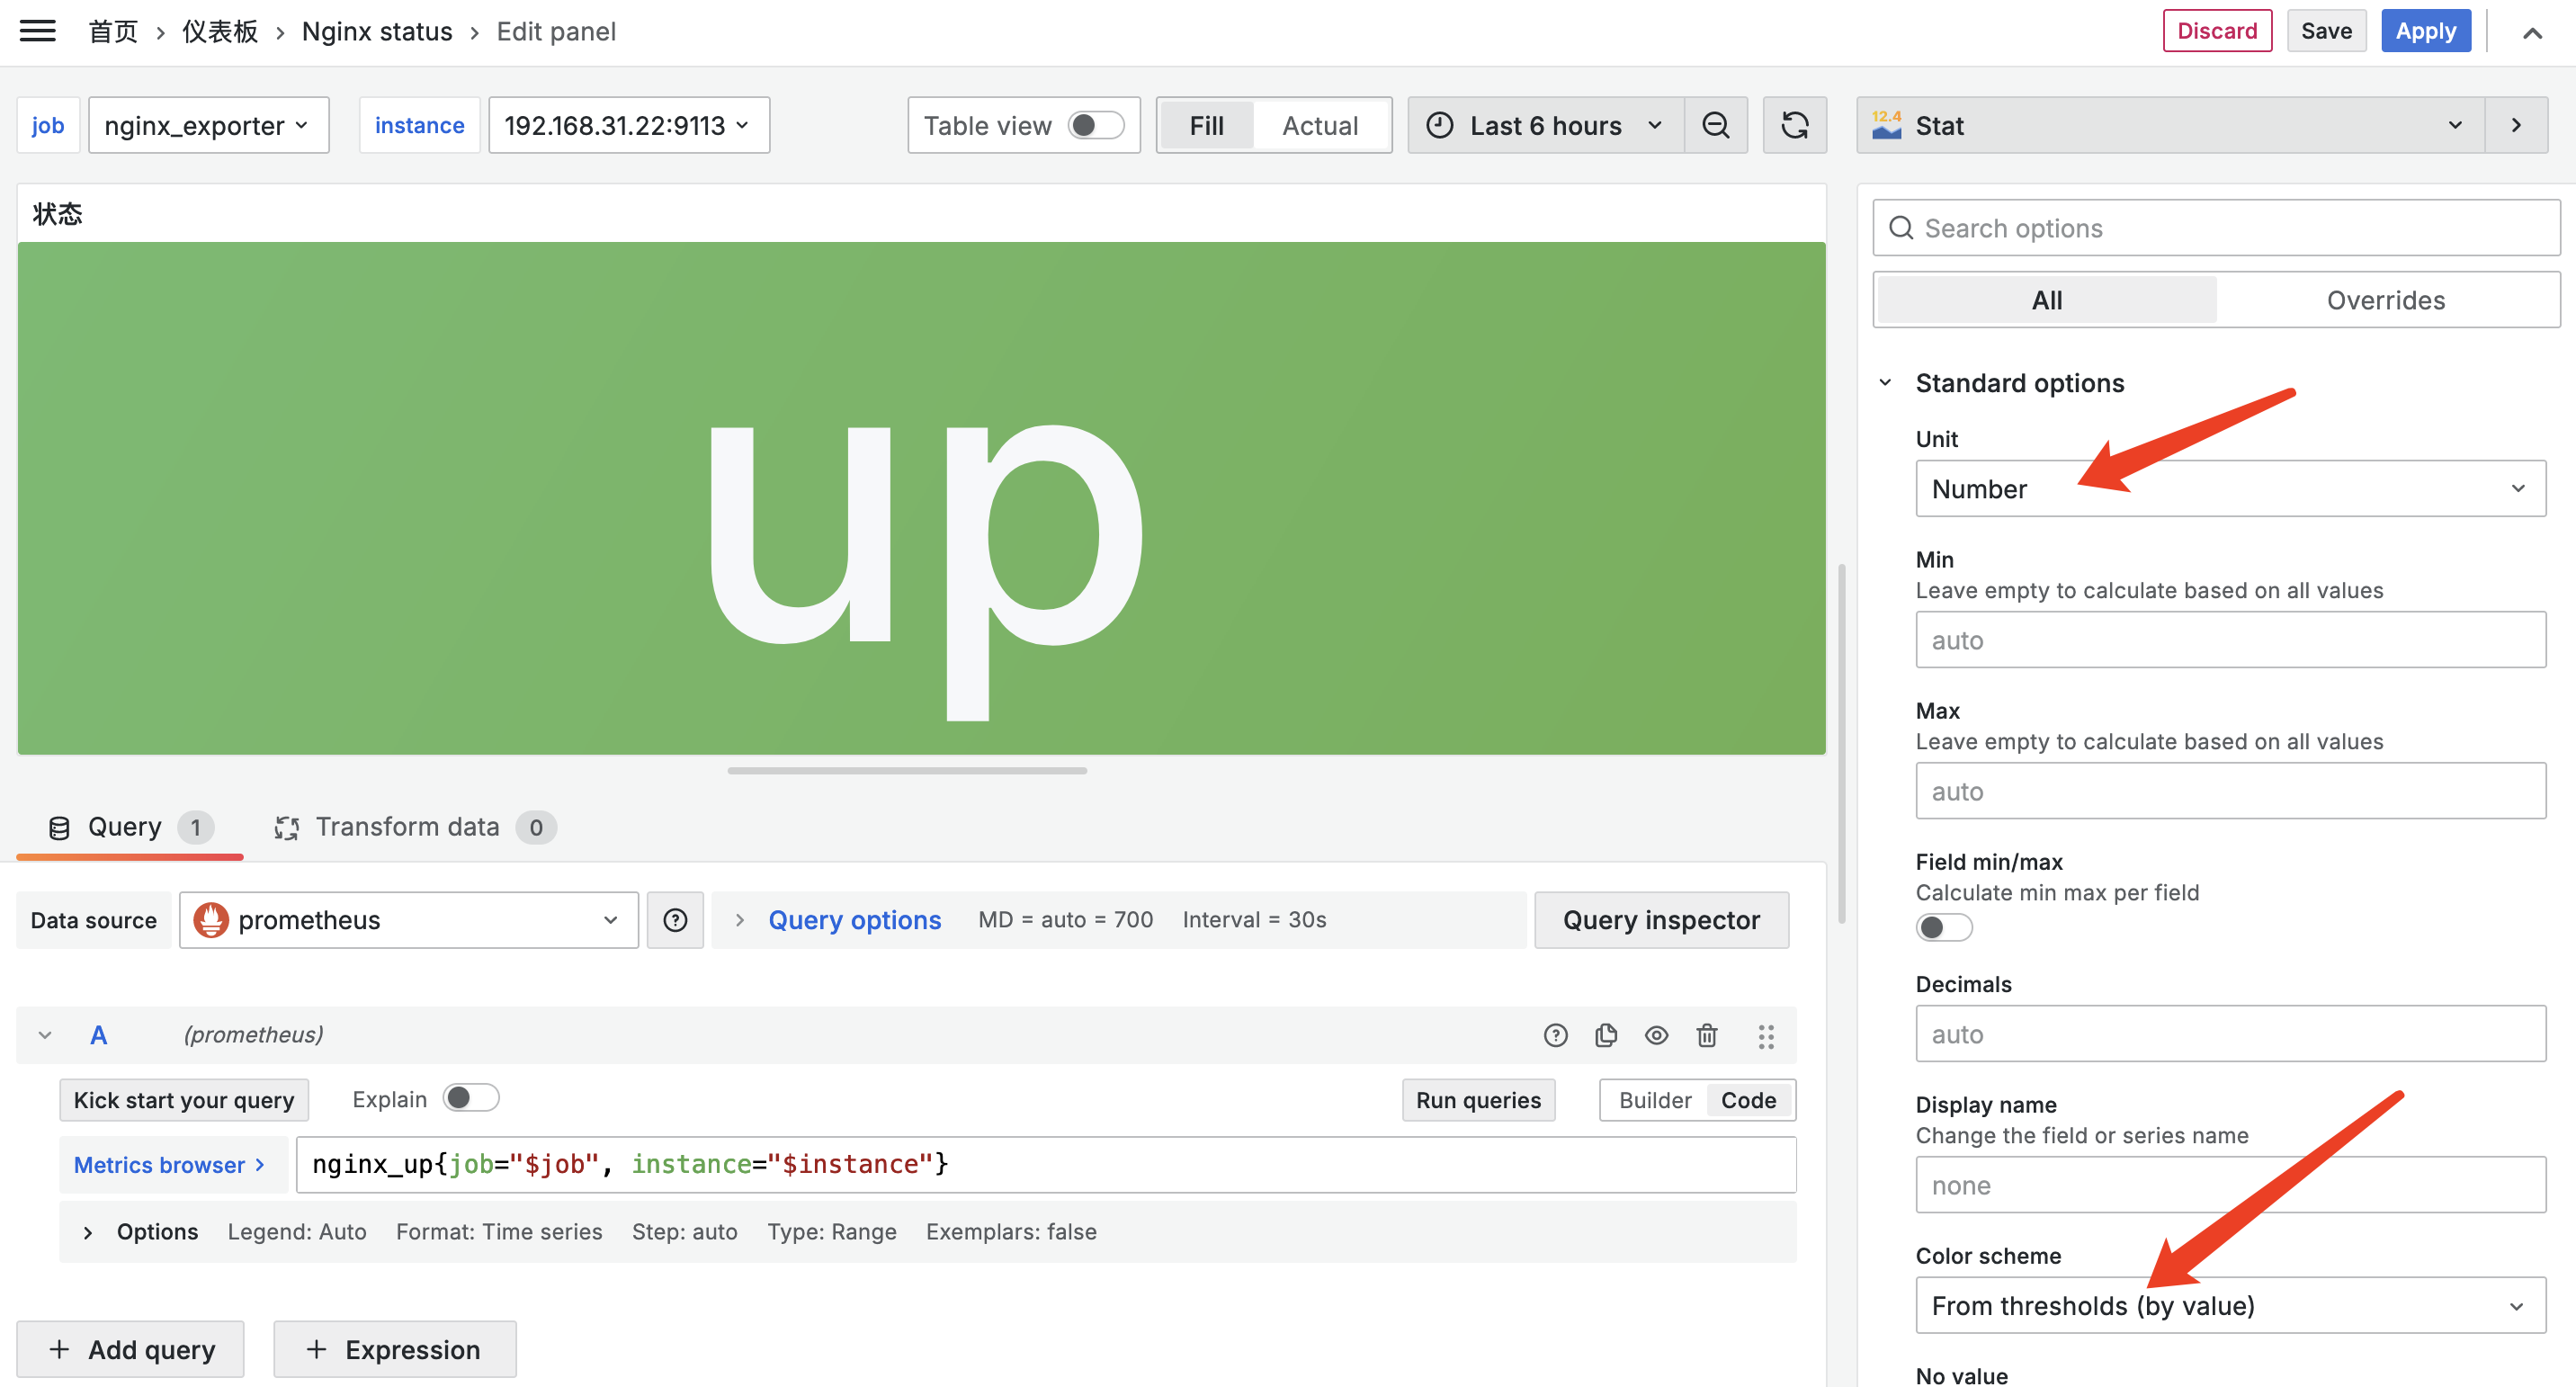 首页 › 仪表板 › Nginx status › Edit panel
Discard Save Apply
job nginx_exporter instance 192.168.31.22:9113 Table view Fill Actual Last 6 hours 12.4 Stat
状态
up
Search options
All Overrides
Standard options
Unit
Number
Min
Leave empty to calculate based on all values
auto
Max
Leave empty to calculate based on all values
auto
Field min/max
Calculate min max per field
Decimals
auto
Display name
Change the field or series name
none
Color scheme
From thresholds (by value)
No value
Query 1 Transform data 0
Data source prometheus Query options MD = auto = 700 Interval = 30s Query inspector
A (prometheus)
Kick start your query Explain Run queries Builder Code
Metrics browser > nginx_up{job="$job", instance="$instance"}
Options Legend: Auto Format: Time series Step: auto Type: Range Exemplars: false
+ Add query + Expression